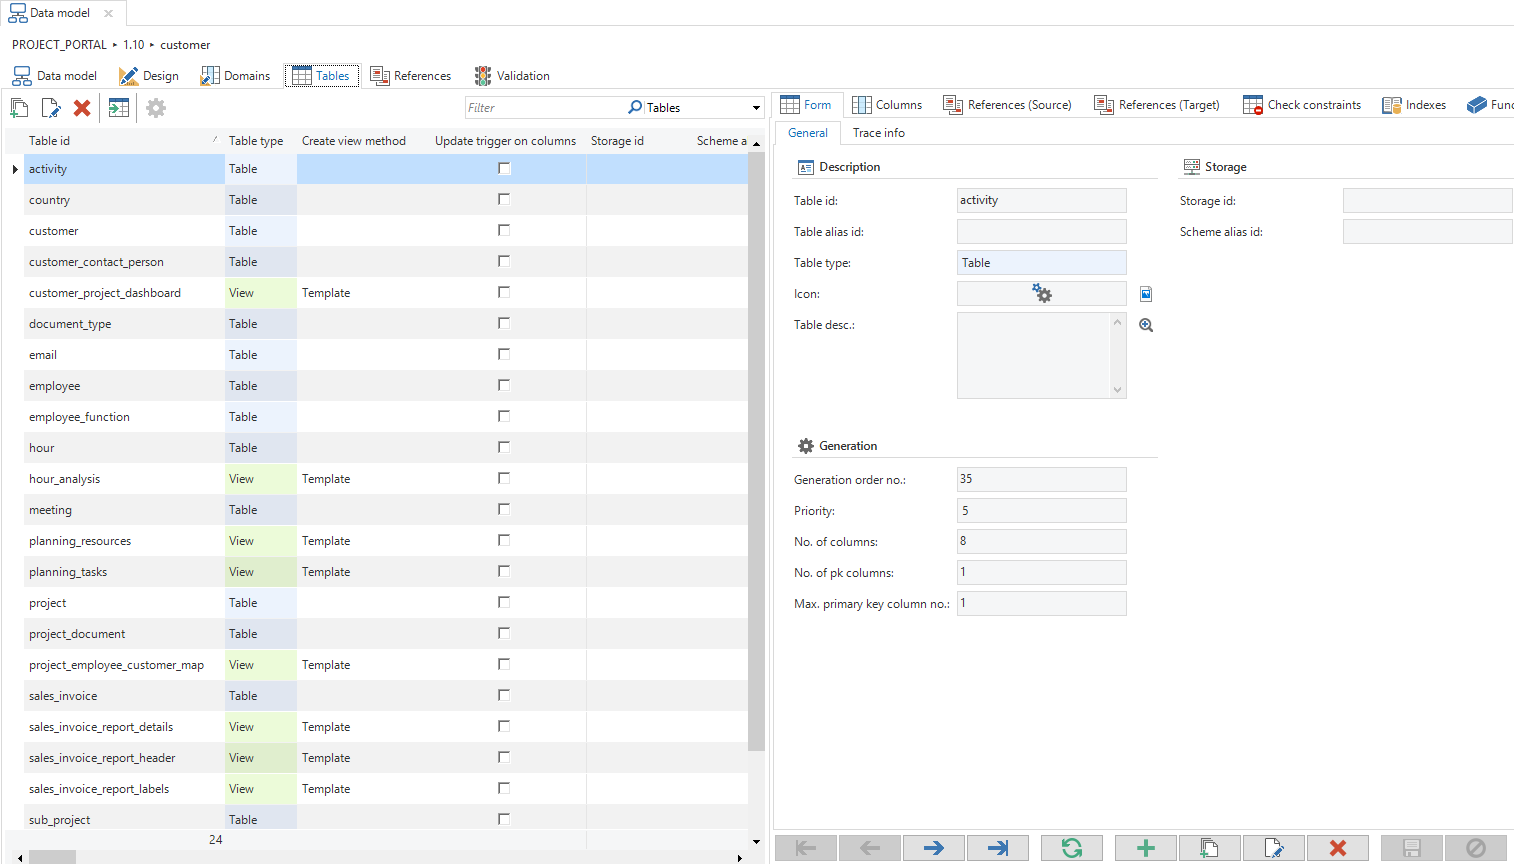 Data model
PROJECT_PORTAL ▸ 1.10 ▸ customer
Data model Design Domains Tables References Validation
Filter Tables
Table id Table type Create view method Update trigger on columns Storage id Scheme a
activity Table
country Table
customer Table
customer_contact_person Table
customer_project_dashboard View Template
document_type Table
email Table
employee Table
employee_function Table
hour Table
hour_analysis View Template
meeting Table
planning_resources View Template
planning_tasks View Template
project Table
project_document Table
project_employee_customer_map View Template
sales_invoice Table
sales_invoice_report_details View Template
sales_invoice_report_header View Template
sales_invoice_report_labels View Template
sub_project Table
24
Form Columns References (Source) References (Target) Check constraints Indexes Func
General Trace info
Description
Table id: activity
Table alias id:
Table type: Table
Icon:
Table desc.:
Storage
Storage id:
Scheme alias id:
Generation
Generation order no.: 35
Priority: 5
No. of columns: 8
No. of pk columns: 1
Max. primary key column no.: 1